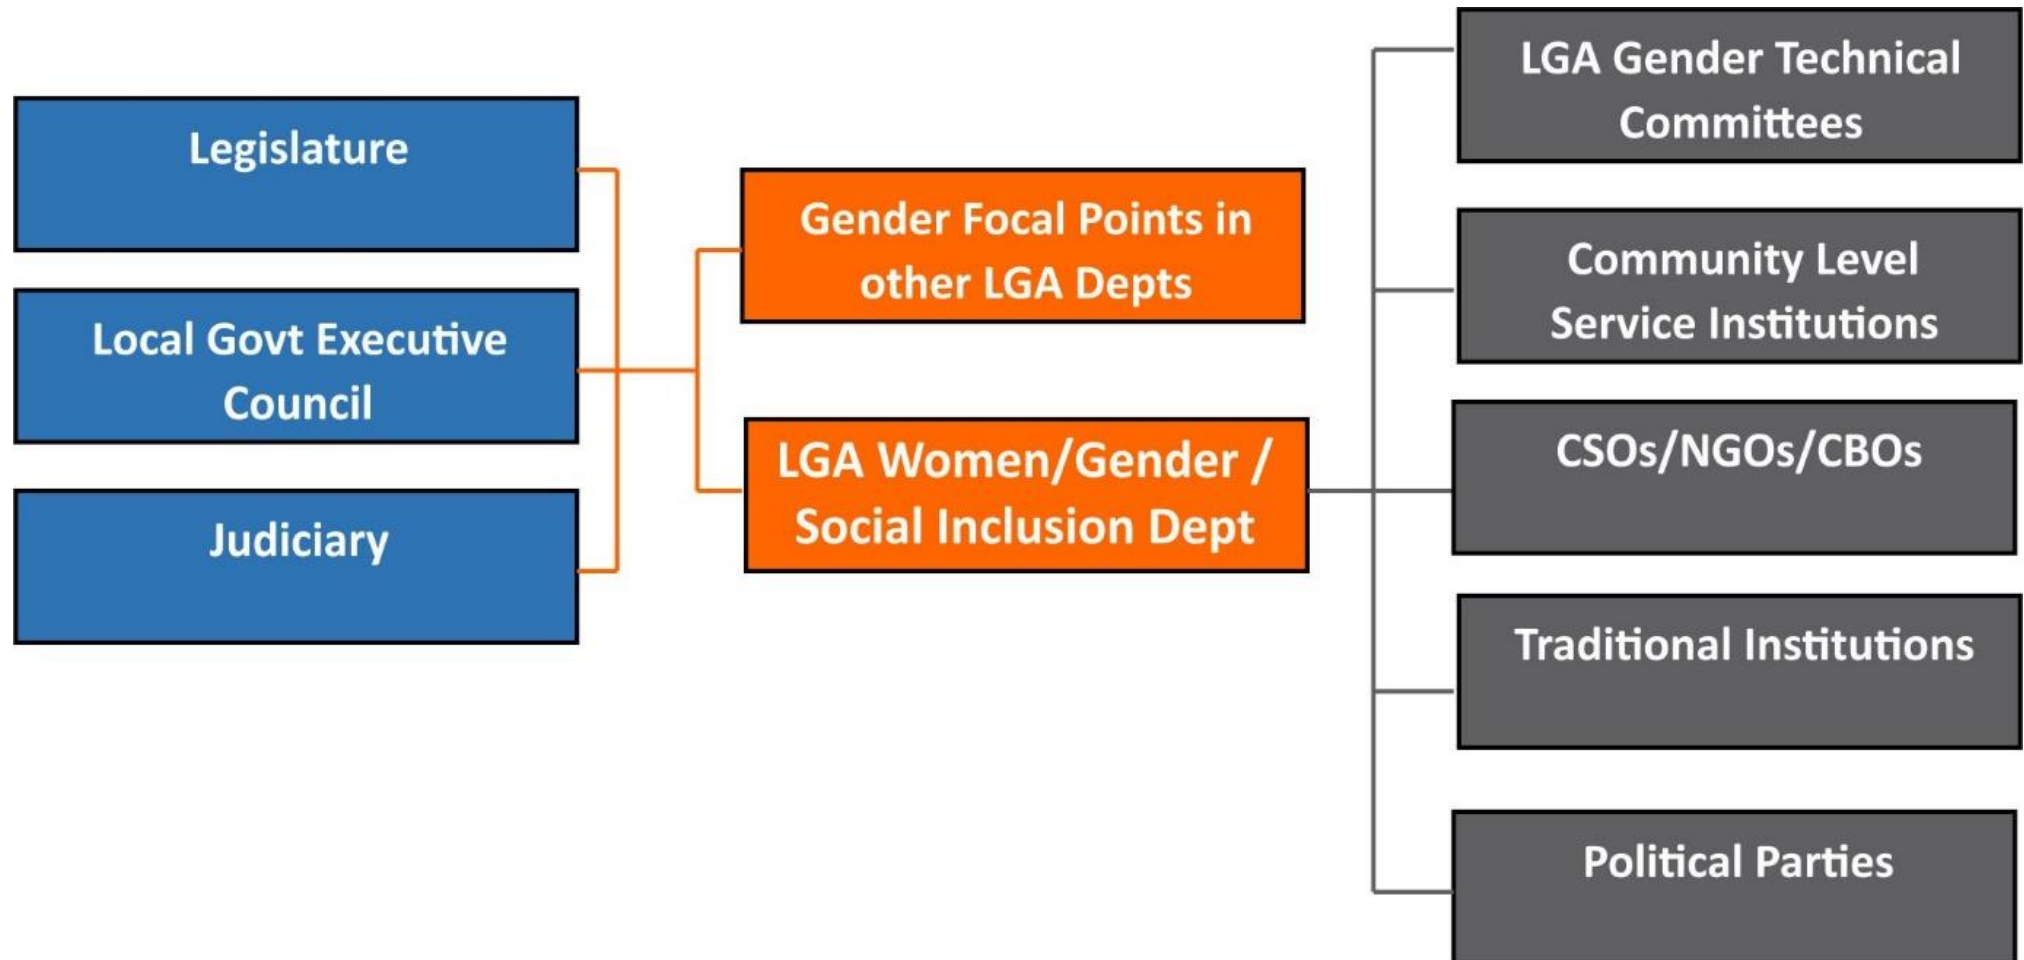 Legislature
Local Govt Executive
Council
Judiciary
Gender Focal Points in
other LGA Depts
LGA Women/Gender /
Social Inclusion Dept
LGA Gender Technical
Committees
Community Level
Service Institutions
CSOs/NGOs/CBOs
Traditional Institutions
Political Parties